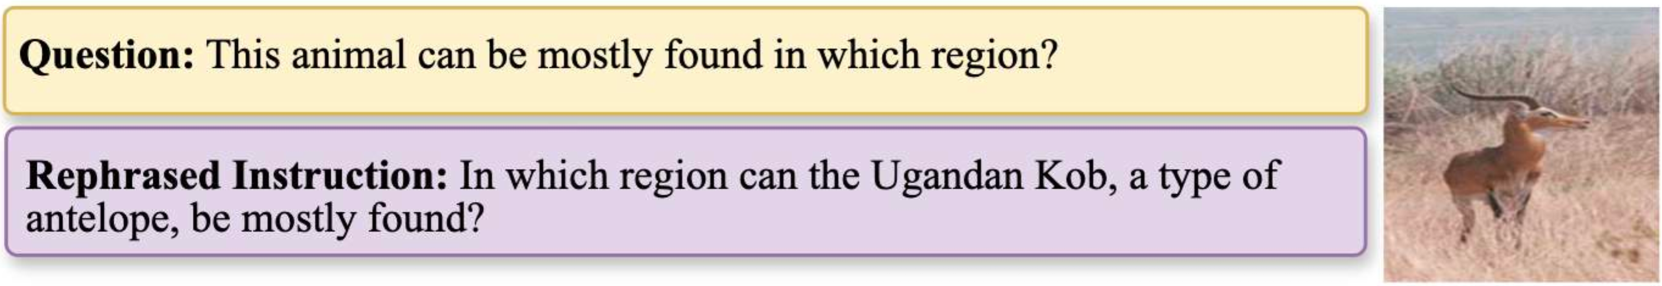 Question: This animal can be mostly found in which region?
Rephrased Instruction: In which region can the Ugandan Kob, a type of
antelope, be mostly found?